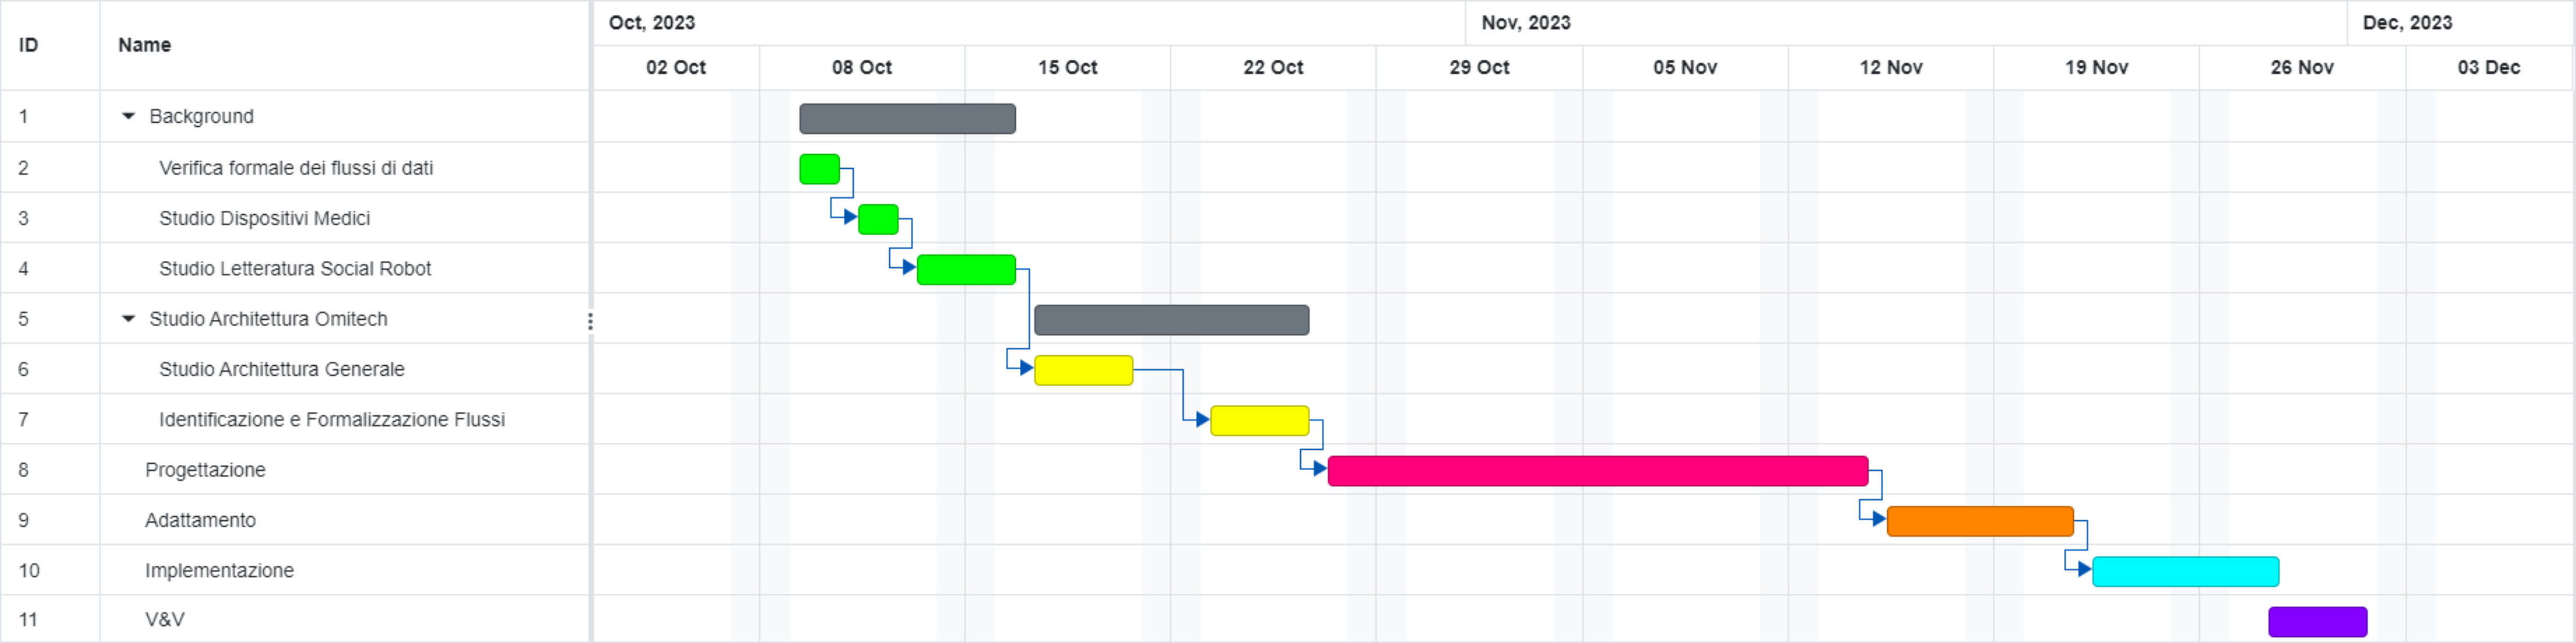 Oct, 2023 Nov, 2023 Dec, 2023
ID Name
02 Oct 08 Oct 15 Oct 22 Oct 29 Oct 05 Nov 12 Nov 19 Nov 26 Nov 03 Dec
1 Background
2 Verifica formale dei flussi di dati
3 Studio Dispositivi Medici
4 Studio Letteratura Social Robot
5 Studio Architettura Omitech
6 Studio Architettura Generale
7 Identificazione e Formalizzazione Flussi
8 Progettazione
9 Adattamento
10 Implementazione
11 V&V